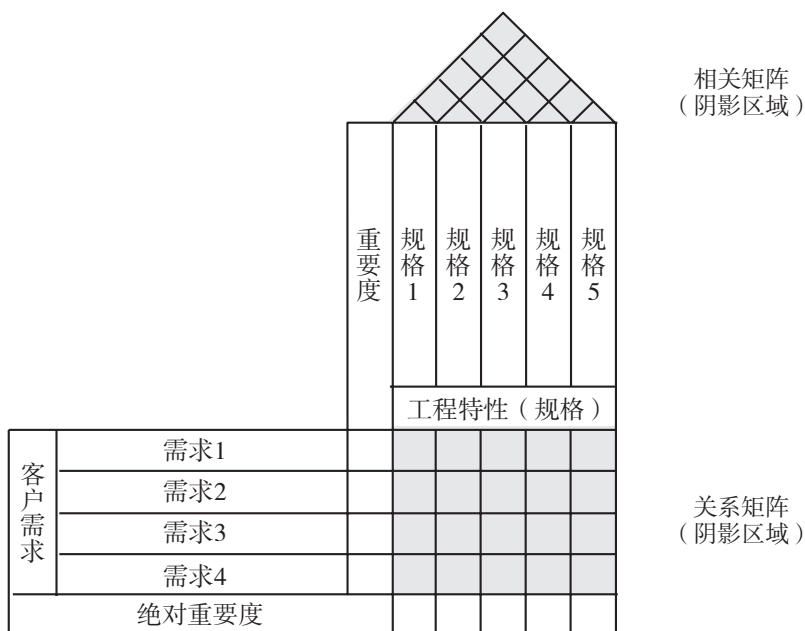 相关矩阵
（阴影区域）
重要度
规格1
规格2
规格3
规格4
规格5
工程特性（规格）
客户需求
需求1
需求2
需求3
需求4
关系矩阵
（阴影区域）
绝对重要度